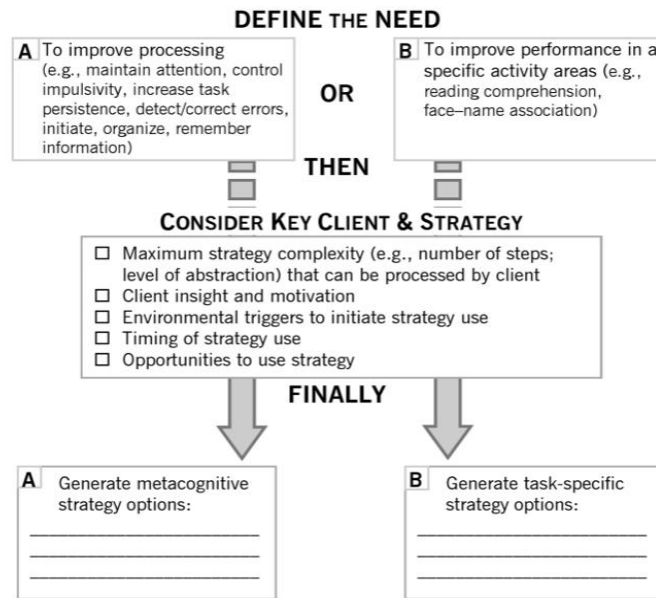 DEFINE THE NEED
A To improve processing
(e.g., maintain attention, control
impulsivity, increase task
persistence, detect/correct errors,
initiate, organize, remember
information)
OR
B To improve performance in a
specific activity areas (e.g.,
reading comprehension,
face–name association)
THEN
CONSIDER KEY CLIENT & STRATEGY
☐ Maximum strategy complexity (e.g., number of steps;
level of abstraction) that can be processed by client
☐ Client insight and motivation
☐ Environmental triggers to initiate strategy use
☐ Timing of strategy use
☐ Opportunities to use strategy
FINALLY
A Generate metacognitive
strategy options:
B Generate task-specific
strategy options: